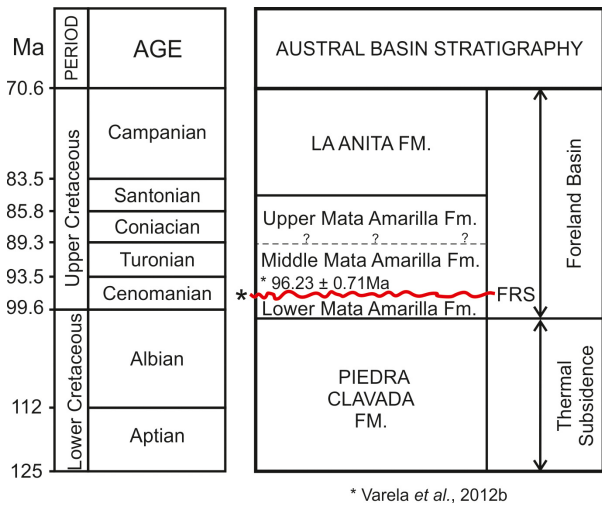 Ma
PERIOD
AGE
AUSTRAL BASIN STRATIGRAPHY
70.6
83.5
85.8
89.3
93.5
99.6
112
125
Upper Cretaceous
Lower Cretaceous
Campanian
Santonian
Coniacian
Turonian
Cenomanian
Albian
Aptian
LA ANITA FM.
Upper Mata Amarilla Fm.
? ? ?
Middle Mata Amarilla Fm.
* 96.23 ± 0.71Ma
* FRS
Lower Mata Amarilla Fm.
PIEDRA
CLAVADA
FM.
Foreland Basin
Thermal
Subsidence
* Varela et al., 2012b